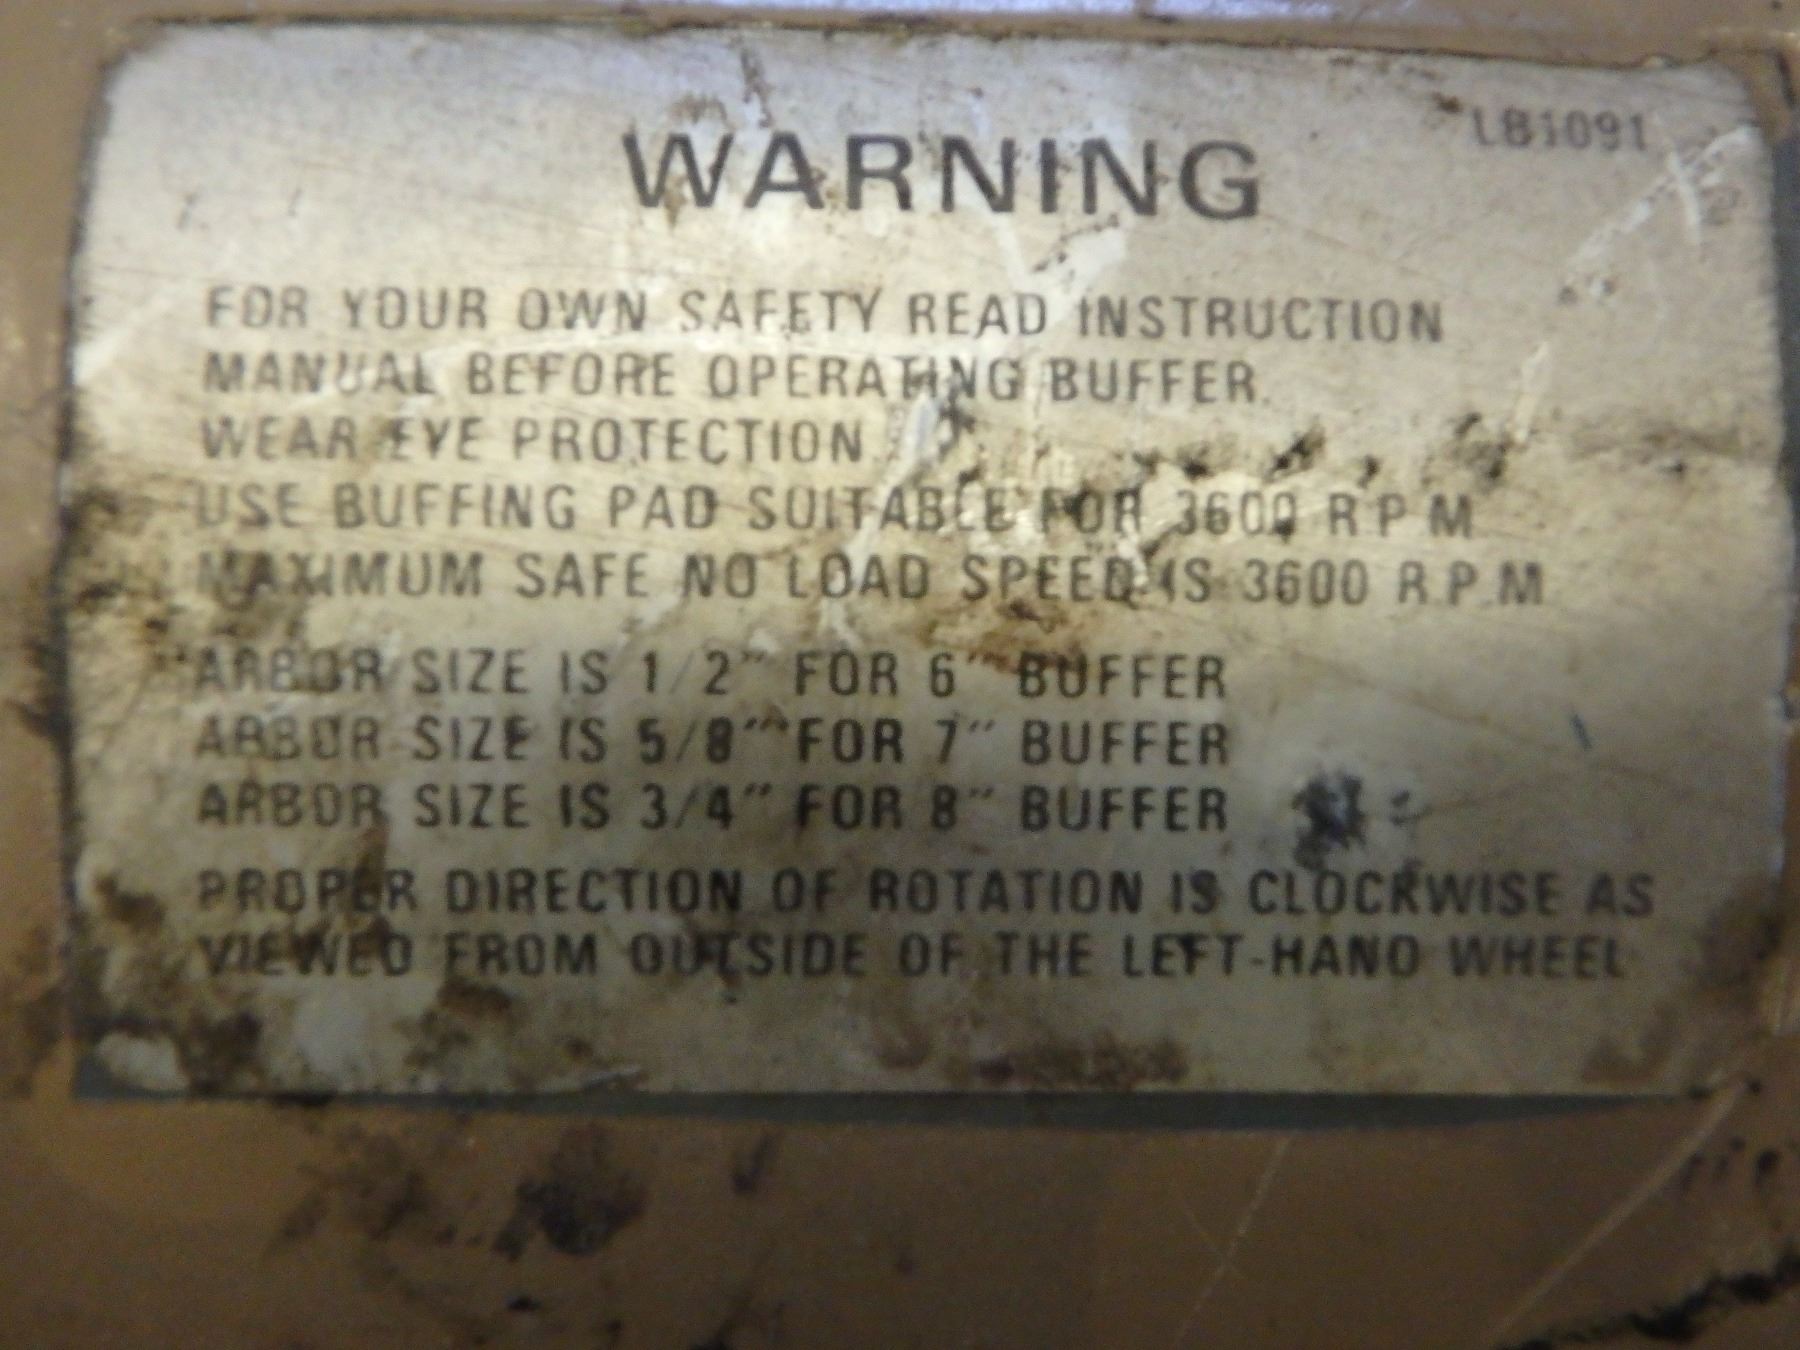 LB1091
WARNING
FOR YOUR OWN SAFETY READ INSTRUCTION
MANUAL BEFORE OPERATING BUFFER.
WEAR EYE PROTECTION.
USE BUFFING PAD SUITABLE FOR 3600 R P M
MAXIMUM SAFE NO LOAD SPEED IS 3600 R.P.M
ARBOR SIZE IS 1/2" FOR 6" BUFFER
ARBOR SIZE IS 5/8" FOR 7" BUFFER
ARBOR SIZE IS 3/4" FOR 8" BUFFER
PROPER DIRECTION OF ROTATION IS CLOCKWISE AS
VIEWED FROM OUTSIDE OF THE LEFT-HAND WHEEL